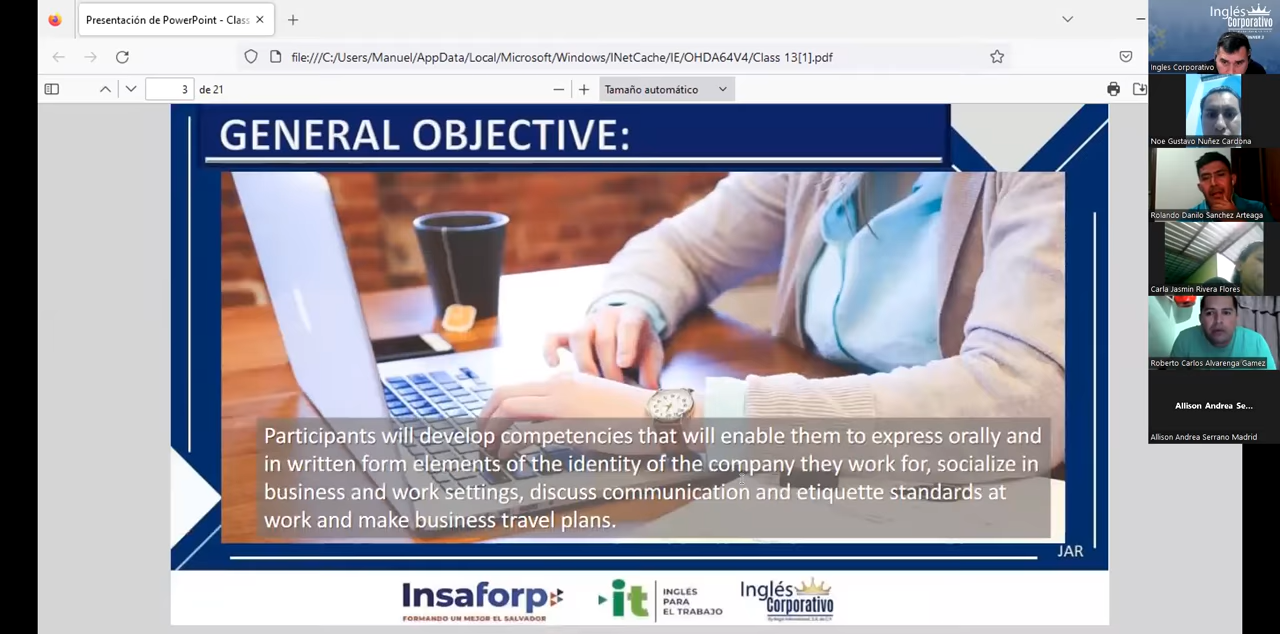 Presentación de PowerPoint - Class
file:///C:/Users/Manuel/AppData/Local/Microsoft/Windows/INetCache/IE/OHDA64V4/Class 13[1].pdf
3 de 21
Tamaño automático
GENERAL OBJECTIVE:
Participants will develop competencies that will enable them to express orally and
in written form elements of the identity of the company they work for, socialize in
business and work settings, discuss communication and etiquette standards at
work and make business travel plans.
JAR
Insaforp
FORMANDO UN MEJOR EL SALVADOR
it
INGLÉS
PARA
EL TRABAJO
Inglés
Corporativo
Inglés
Corporativo
Ingles Corporativo
Noe Gustavo Nuñez Cardona
Rolando Danilo Sanchez Arteaga
Carla Jasmin Rivera Flores
Roberto Carlos Alvarenga Gamez
Allison Andrea Se...
Allison Andrea Serrano Madrid